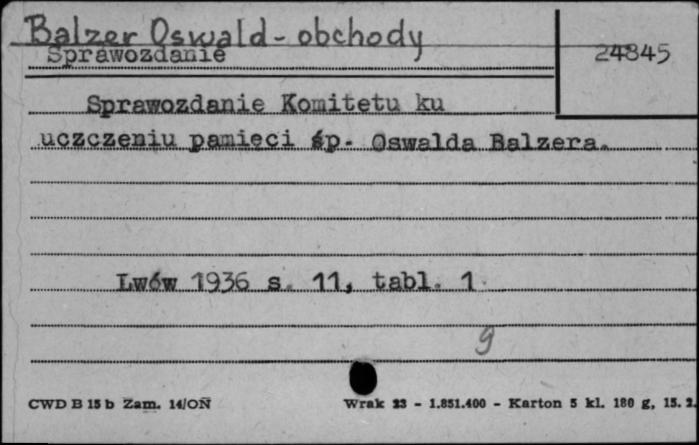 Balzer Oswald - obchody
Sprawozdanie
24845
Sprawozdanie Komitetu ku
uczczeniu pamięci śp. Oswalda Balzera.
Lwów 1936 s. 11, tabl. 1
9
CWD B 15 b Zam. 14/ON
Wrak 23 - 1.851.400 - Karton 5 kl. 180 g, 15. 2.